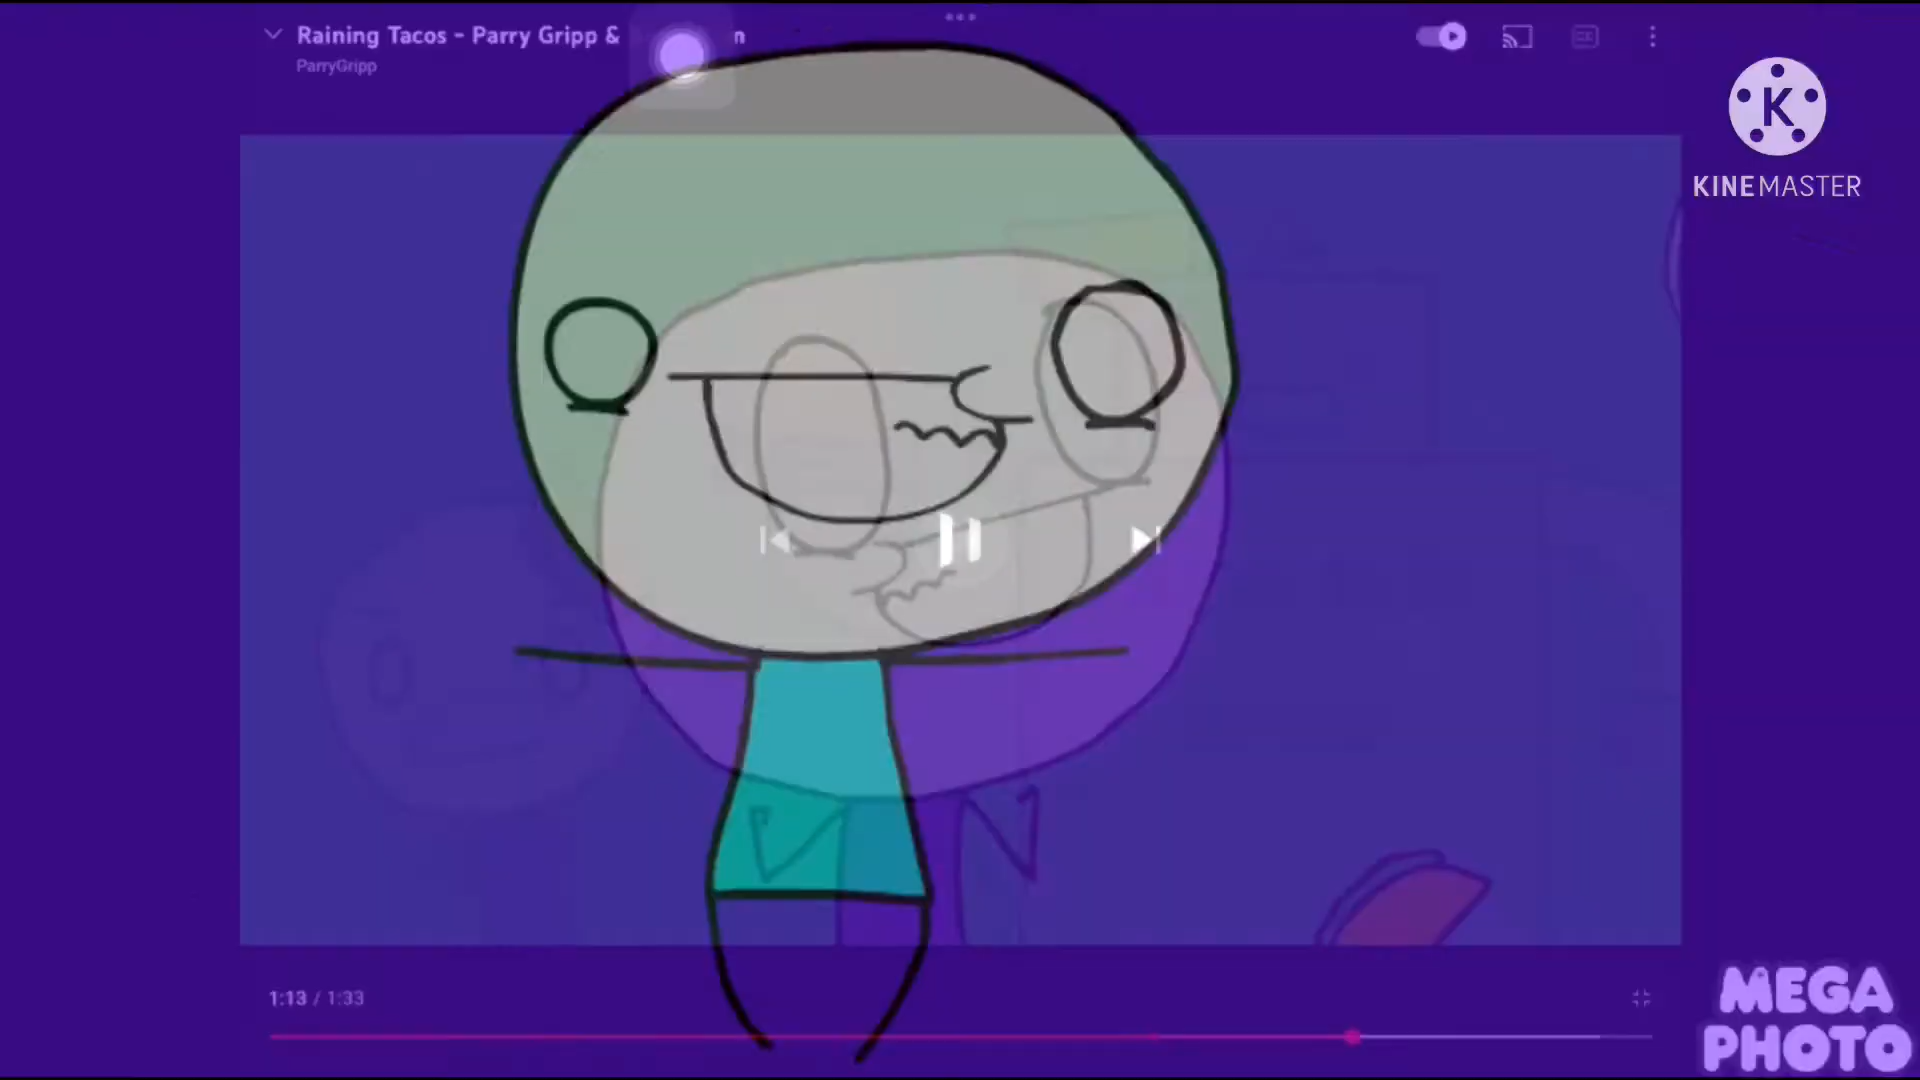 Raining Tacos - Parry Gripp & n
ParryGripp
K
KINEMASTER
1:13 / 1:33
MEGA
PHOTO